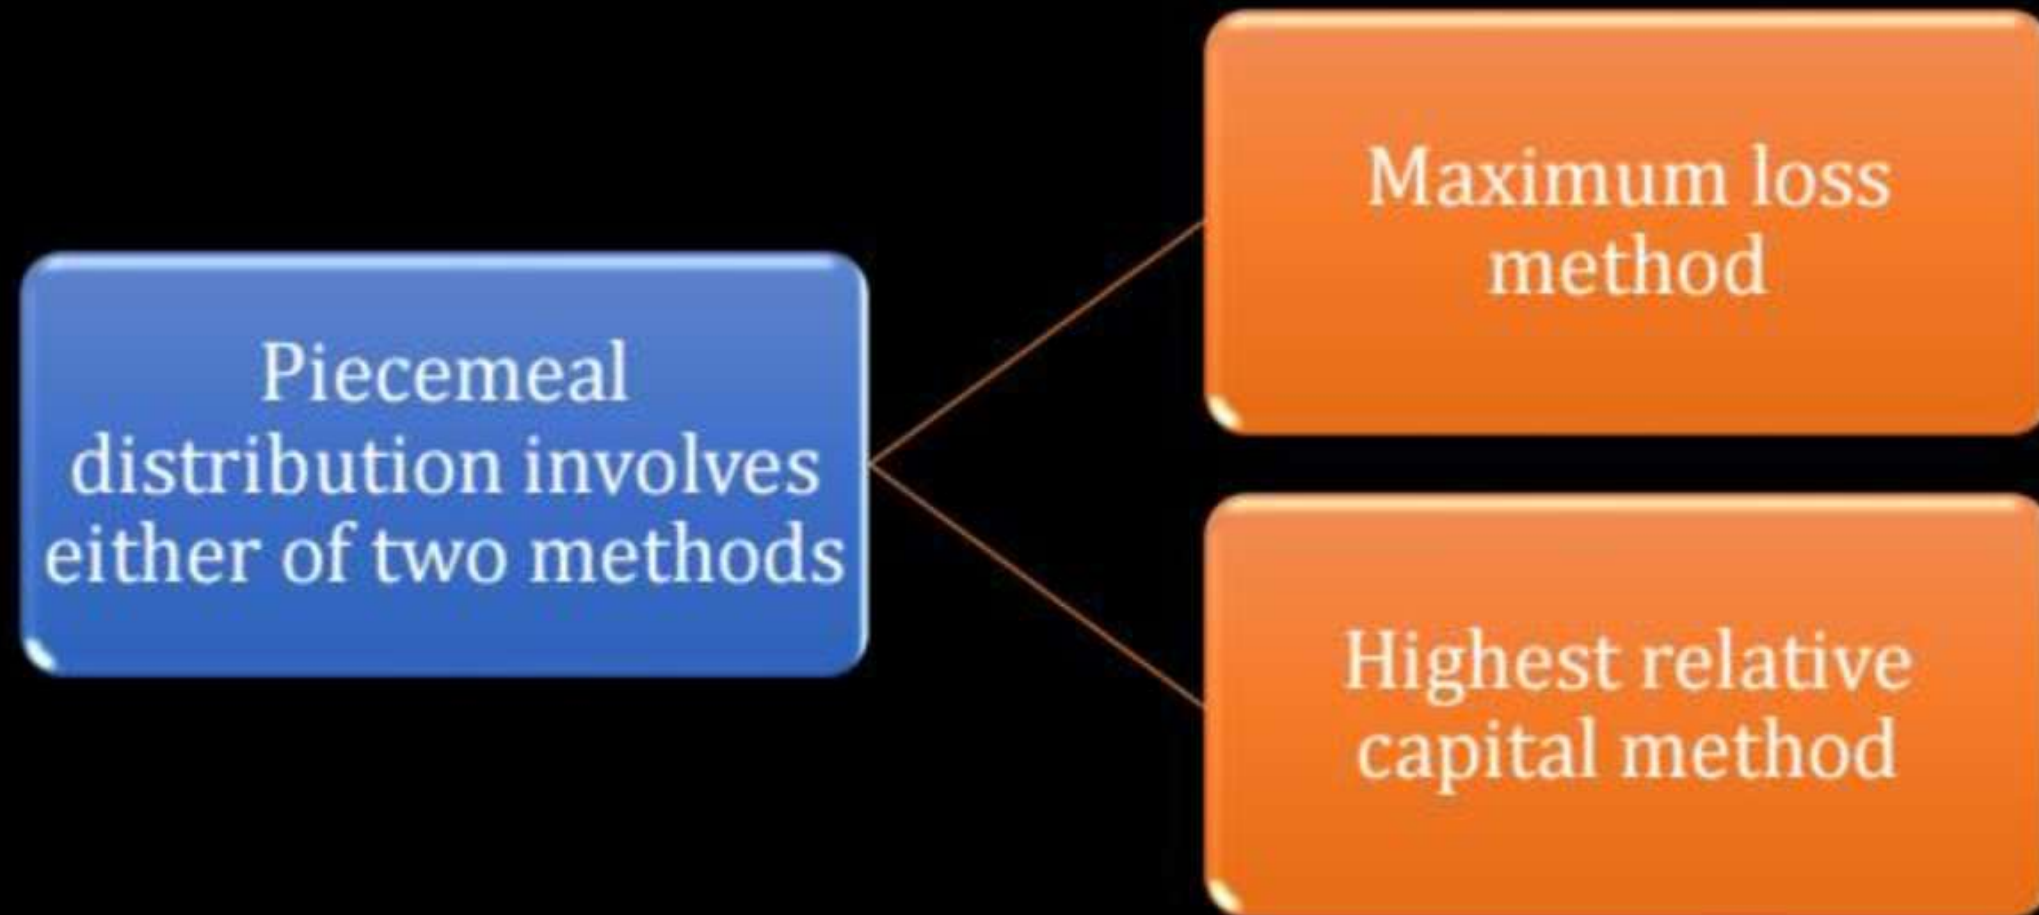 Piecemeal
distribution involves
either of two methods
Maximum loss
method
Highest relative
capital method